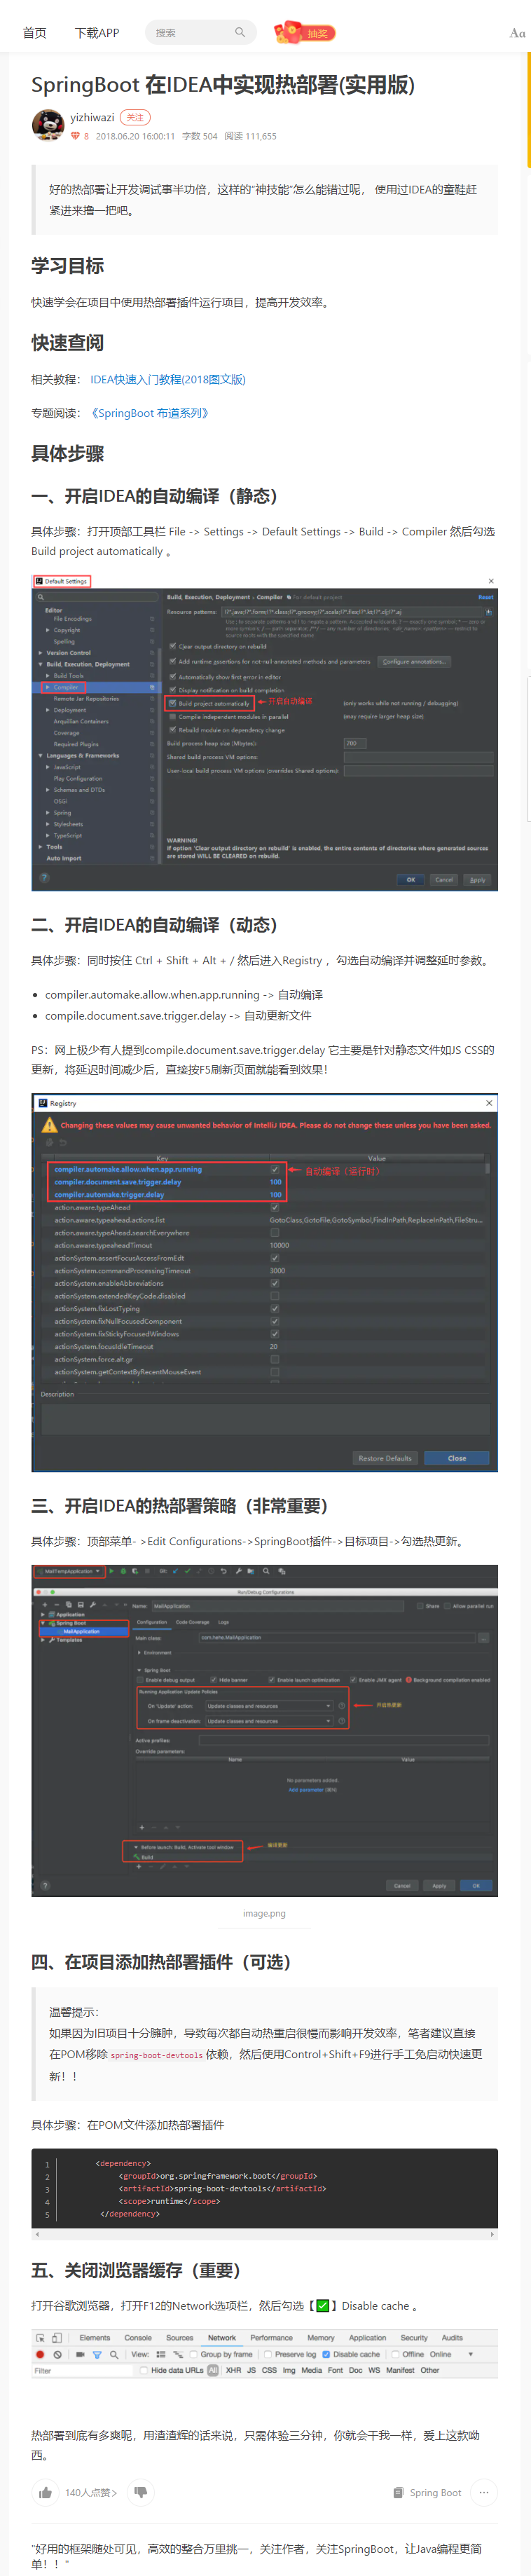 首页 下载APP 搜索 抽奖 Aa
SpringBoot 在IDEA中实现热部署(实用版)
yizhiwazi 关注
8 2018.06.20 16:00:11 字数 504 阅读 111,655
好的热部署让开发调试事半功倍，这样的"神技能"怎么能错过呢， 使用过IDEA的童鞋赶
紧进来撸一把吧。
学习目标
快速学会在项目中使用热部署插件运行项目，提高开发效率。
快速查阅
相关教程： IDEA快速入门教程(2018图文版)
专题阅读：《SpringBoot 布道系列》
具体步骤
一、开启IDEA的自动编译（静态）
具体步骤：打开顶部工具栏 File -> Settings -> Default Settings -> Build -> Compiler 然后勾选
Build project automatically 。
Default Settings
Build, Execution, Deployment › Compiler For default project Reset
Editor
File Encodings
Copyright
Spelling
Version Control
Build, Execution, Deployment
Build Tools
Compiler
Remote Jar Repositories
Deployment
Arquillian Containers
Coverage
Required Plugins
Languages & Frameworks
JavaScript
Play Configuration
Schemas and DTDs
OSGi
Spring
Stylesheets
TypeScript
Tools
Auto Import
Resource patterns:
Clear output directory on rebuild
Add runtime assertions for not-null-annotated methods and parameters Configure annotations...
Automatically show first error in editor
Display notification on build completion
Build project automatically 开启自动编译 (only works while not running / debugging)
Compile independent modules in parallel (may require larger heap size)
Rebuild module on dependency change
Build process heap size (Mbytes): 700
Shared build process VM options:
User-local build process VM options (overrides Shared options):
WARNING!
If option 'Clear output directory on rebuild' is enabled, the entire contents of directories where generated sources
are stored WILL BE CLEARED on rebuild.
OK Cancel Apply
二、开启IDEA的自动编译（动态）
具体步骤：同时按住 Ctrl + Shift + Alt + / 然后进入Registry ，勾选自动编译并调整延时参数。
compiler.automake.allow.when.app.running -> 自动编译
compile.document.save.trigger.delay -> 自动更新文件
PS：网上极少有人提到compile.document.save.trigger.delay 它主要是针对静态文件如JS CSS的
更新，将延迟时间减少后，直接按F5刷新页面就能看到效果！
Registry
Changing these values may cause unwanted behavior of IntelliJ IDEA. Please do not change these unless you have been asked.
Key Value
compiler.automake.allow.when.app.running 自动编译（运行时）
compiler.document.save.trigger.delay 100
compiler.automake.trigger.delay 100
action.aware.typeAhead
action.aware.typeahead.actions.list GotoClass,GotoFile,GotoSymbol,FindInPath,ReplaceInPath,FileStru...
action.aware.typeAhead.searchEverywhere
action.aware.typeaheadTimout 10000
actionSystem.assertFocusAccessFromEdt
actionSystem.commandProcessingTimeout 3000
actionSystem.enableAbbreviations
actionSystem.extendedKeyCode.disabled
actionSystem.fixLostTyping
actionSystem.fixNullFocusedComponent
actionSystem.fixStickyFocusedWindows
actionSystem.focusIdleTimeout 20
actionSystem.force.alt.gr
actionSystem.getContextByRecentMouseEvent
Description
Restore Defaults Close
三、开启IDEA的热部署策略（非常重要）
具体步骤：顶部菜单- >Edit Configurations->SpringBoot插件->目标项目->勾选热更新。
MallTempApplication
Run/Debug Configurations
Application
Spring Boot
MallApplication
Templates
Name: MallApplication Share Allow parallel run
Configuration Code Coverage Logs
Main class: com.hehe.MallApplication
Environment
Spring Boot
Enable debug output Hide banner Enable launch optimization Enable JMX agent Background compilation enabled
Running Application Update Policies
On 'Update' action: Update classes and resources
开启热更新
On frame deactivation: Update classes and resources
Active profiles:
Override parameters:
Name Value
No parameters added.
Add parameter
Before launch: Build, Activate tool window 编译更新
Build
Cancel Apply OK
image.png
四、在项目添加热部署插件（可选）
温馨提示：
如果因为旧项目十分臃肿，导致每次都自动热重启很慢而影响开发效率，笔者建议直接
在POM移除 spring-boot-devtools 依赖，然后使用Control+Shift+F9进行手工免启动快速更
新！！
具体步骤：在POM文件添加热部署插件
1 <dependency>
2 <groupId>org.springframework.boot</groupId>
3 <artifactId>spring-boot-devtools</artifactId>
4 <scope>runtime</scope>
5 </dependency>
五、关闭浏览器缓存（重要）
打开谷歌浏览器，打开F12的Network选项栏，然后勾选【✅】Disable cache 。
Elements Console Sources Network Performance Memory Application Security Audits
View: Group by frame Preserve log Disable cache Offline Online
Filter Hide data URLs All XHR JS CSS Img Media Font Doc WS Manifest Other
热部署到底有多爽呢，用渣渣辉的话来说，只需体验三分钟，你就会干我一样，爱上这款呦
西。
140人点赞> Spring Boot ...
"好用的框架随处可见，高效的整合万里挑一，关注作者，关注SpringBoot，让Java编程更简
单！！"